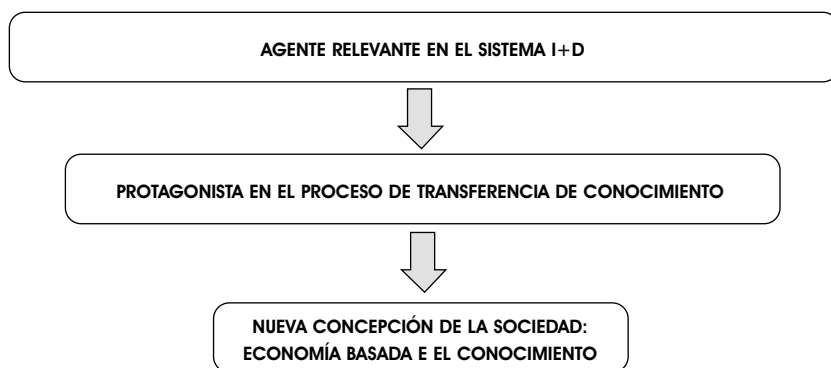 AGENTE RELEVANTE EN EL SISTEMA I+D
PROTAGONISTA EN EL PROCESO DE TRANSFERENCIA DE CONOCIMIENTO
NUEVA CONCEPCIÓN DE LA SOCIEDAD:
ECONOMÍA BASADA E EL CONOCIMIENTO